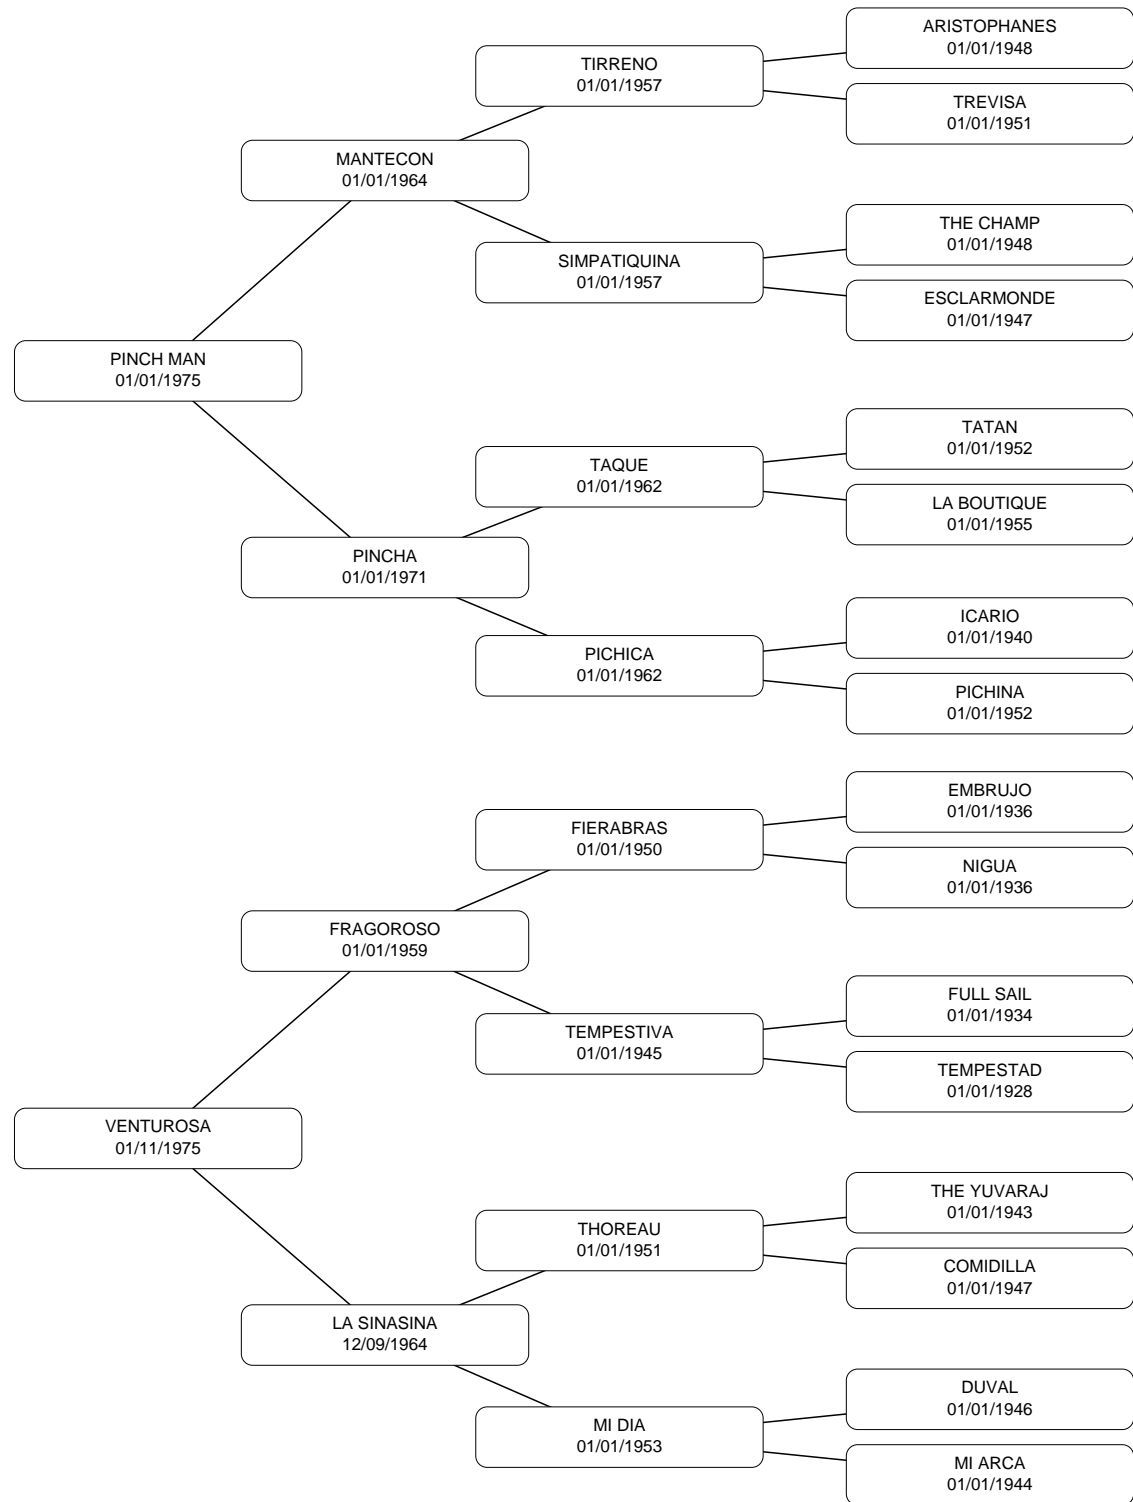 ARISTOPHANES
01/01/1948
TIRRENO
01/01/1957
TREVISA
01/01/1951
MANTECON
01/01/1964
THE CHAMP
01/01/1948
SIMPATIQUINA
01/01/1957
ESCLARMONDE
01/01/1947
PINCH MAN
01/01/1975
TATAN
01/01/1952
TAQUE
01/01/1962
LA BOUTIQUE
01/01/1955
PINCHA
01/01/1971
ICARIO
01/01/1940
PICHICA
01/01/1962
PICHINA
01/01/1952
EMBRUJO
01/01/1936
FIERABRAS
01/01/1950
NIGUA
01/01/1936
FRAGOROSO
01/01/1959
FULL SAIL
01/01/1934
TEMPESTIVA
01/01/1945
TEMPESTAD
01/01/1928
VENTUROSA
01/11/1975
THE YUVARAJ
01/01/1943
THOREAU
01/01/1951
COMIDILLA
01/01/1947
LA SINASINA
12/09/1964
DUVAL
01/01/1946
MI DIA
01/01/1953
MI ARCA
01/01/1944